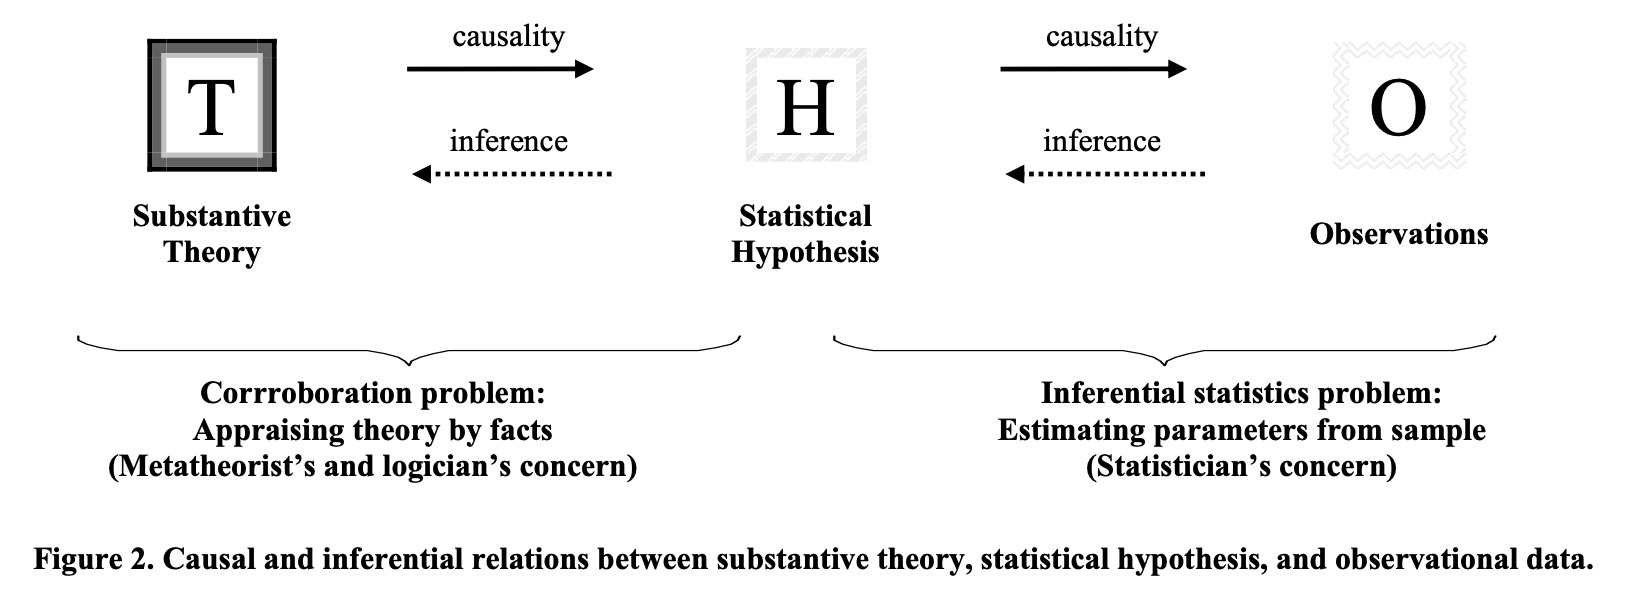 causality
causality
T
H
O
inference
inference
Substantive
Theory
Statistical
Hypothesis
Observations
Corrroboration problem:
Appraising theory by facts
(Metatheorist’s and logician’s concern)
Inferential statistics problem:
Estimating parameters from sample
(Statistician’s concern)
Figure 2. Causal and inferential relations between substantive theory, statistical hypothesis, and observational data.